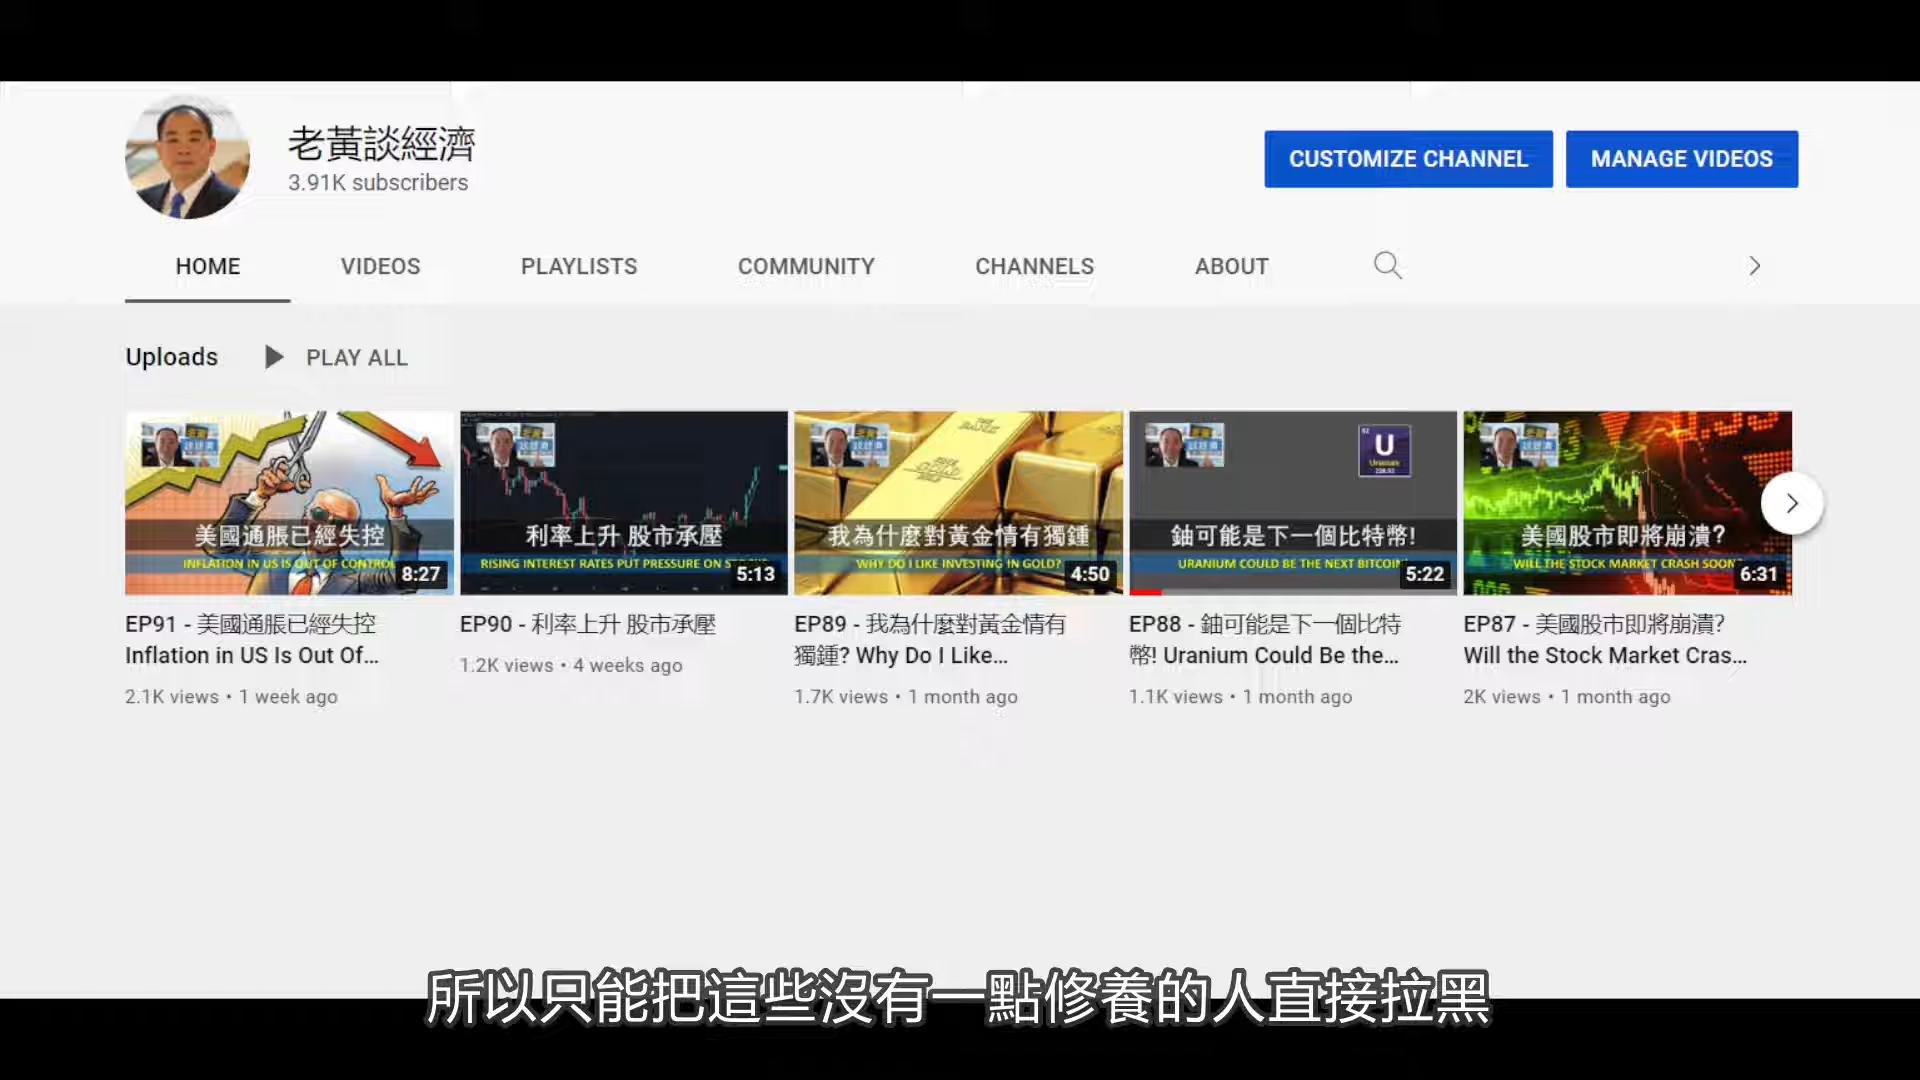 老黃談經濟
3.91K subscribers
CUSTOMIZE CHANNEL
MANAGE VIDEOS
HOME
VIDEOS
PLAYLISTS
COMMUNITY
CHANNELS
ABOUT
Uploads
PLAY ALL
美國通脹已經失控
INFLATION IN US IS OUT OF CONTROL
8:27
利率上升 股市承壓
RISING INTEREST RATES PUT PRESSURE ON
5:13
我為什麼對黃金情有獨鍾
WHY DO I LIKE INVESTING IN GOLD?
4:50
U
Uranium
鈾可能是下一個比特幣!
URANIUM COULD BE THE NEXT BITCOIN
5:22
美國股市即將崩潰?
WILL THE STOCK MARKET CRASH SOON
6:31
EP91 - 美國通脹已經失控
Inflation in US Is Out Of...
2.1K views • 1 week ago
EP90 - 利率上升 股市承壓
1.2K views • 4 weeks ago
EP89 - 我為什麼對黃金情有
獨鍾? Why Do I Like...
1.7K views • 1 month ago
EP88 - 鈾可能是下一個比特
幣! Uranium Could Be the...
1.1K views • 1 month ago
EP87 - 美國股市即將崩潰?
Will the Stock Market Cras...
2K views • 1 month ago
所以只能把這些沒有一點修養的人直接拉黑